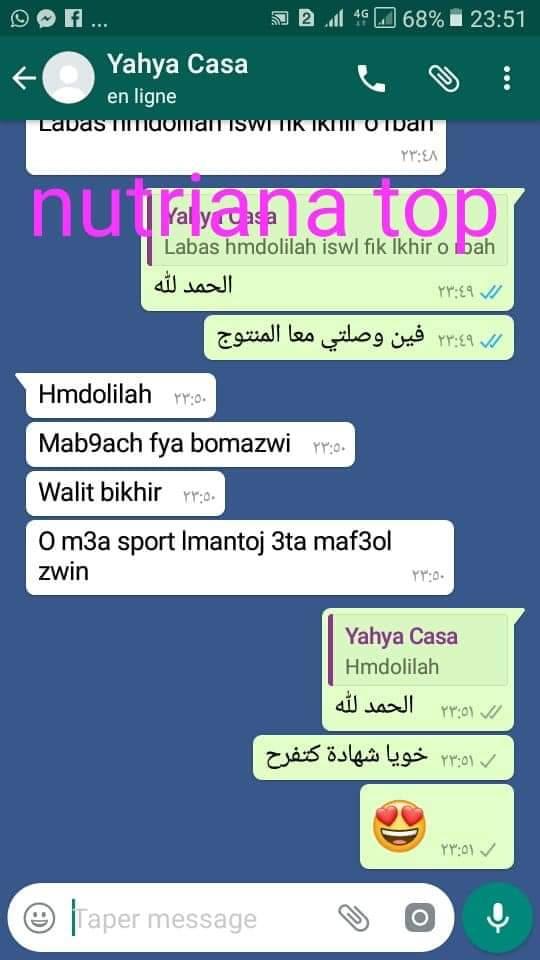 4G 68% 23:51
Yahya Casa
en ligne
Labas hmdolilah iswl fik lkhir o rbah
٢٣:٤٨
nutriana top
Yahya Casa
Labas hmdolilah iswl fik lkhir o rbah
الحمد لله
٢٣:٤٩
فين وصلتي معا المنتوج
٢٣:٤٩
Hmdolilah
٢٣:٥٠
Mab9ach fya bomazwi
٢٣:٥٠
Walit bikhir
٢٣:٥٠
O m3a sport lmantoj 3ta maf3ol
zwin
٢٣:٥٠
Yahya Casa
Hmdolilah
الحمد لله
٢٣:٥١
خويا شهادة كتفرح
٢٣:٥١
😍
٢٣:٥١
Taper message